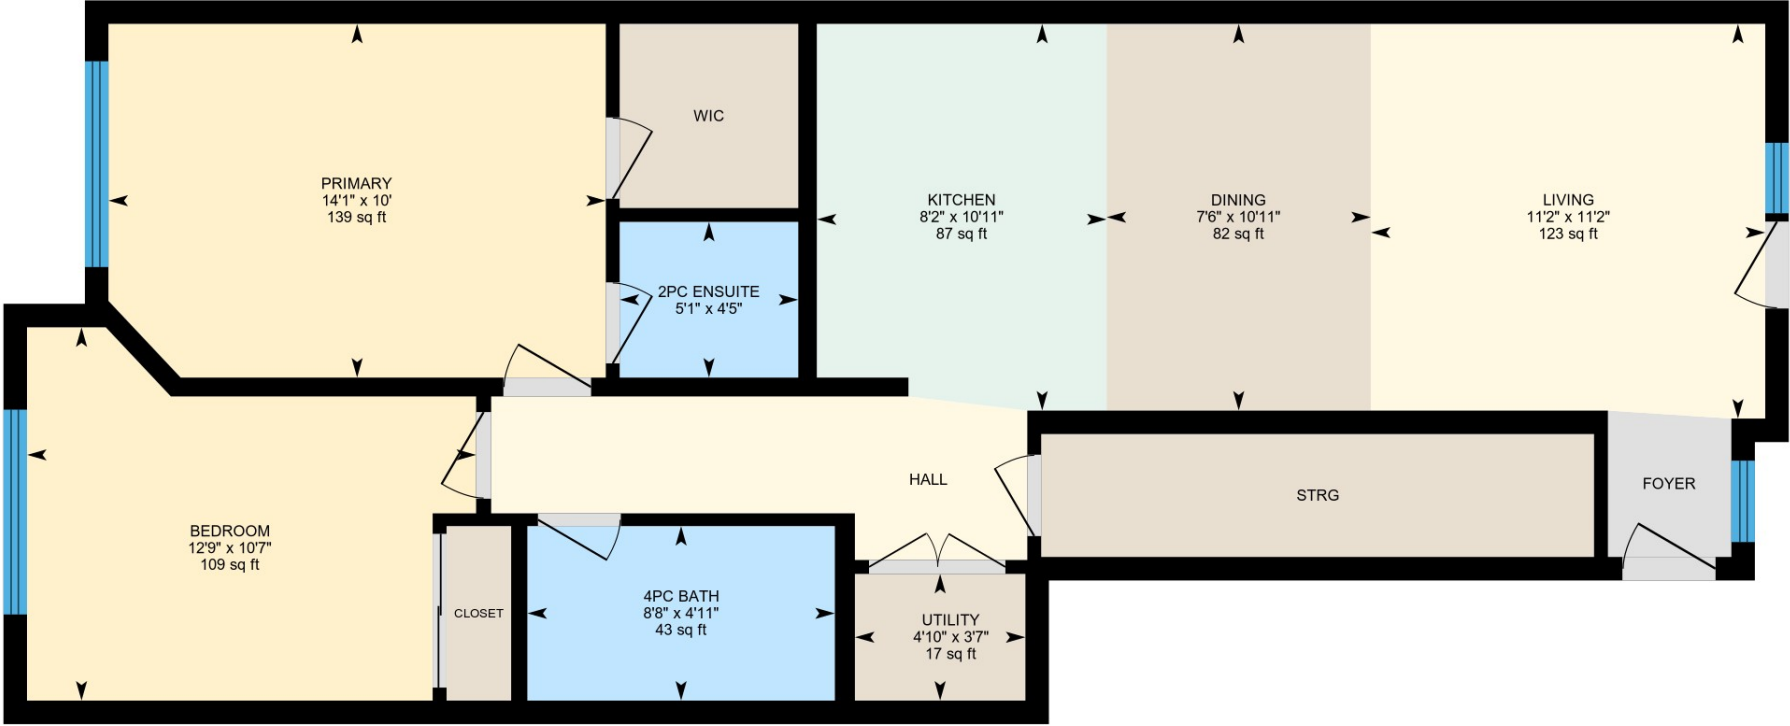 WIC
PRIMARY
14'1" x 10'
139 sq ft
KITCHEN
8'2" x 10'11"
87 sq ft
DINING
7'6" x 10'11"
82 sq ft
LIVING
11'2" x 11'2"
123 sq ft
2PC ENSUITE
5'1" x 4'5"
HALL
STRG
FOYER
BEDROOM
12'9" x 10'7"
109 sq ft
CLOSET
4PC BATH
8'8" x 4'11"
43 sq ft
UTILITY
4'10" x 3'7"
17 sq ft